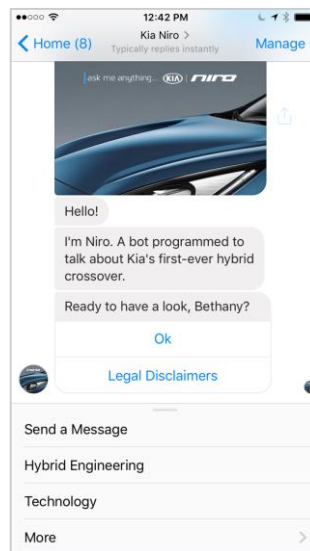 12:42 PM
Home (8)
Kia Niro >
Typically replies instantly
Manage
ask me anything... KIA niro
Hello!
I'm Niro. A bot programmed to
talk about Kia's first-ever hybrid
crossover.
Ready to have a look, Bethany?
Ok
Legal Disclaimers
Send a Message
Hybrid Engineering
Technology
More